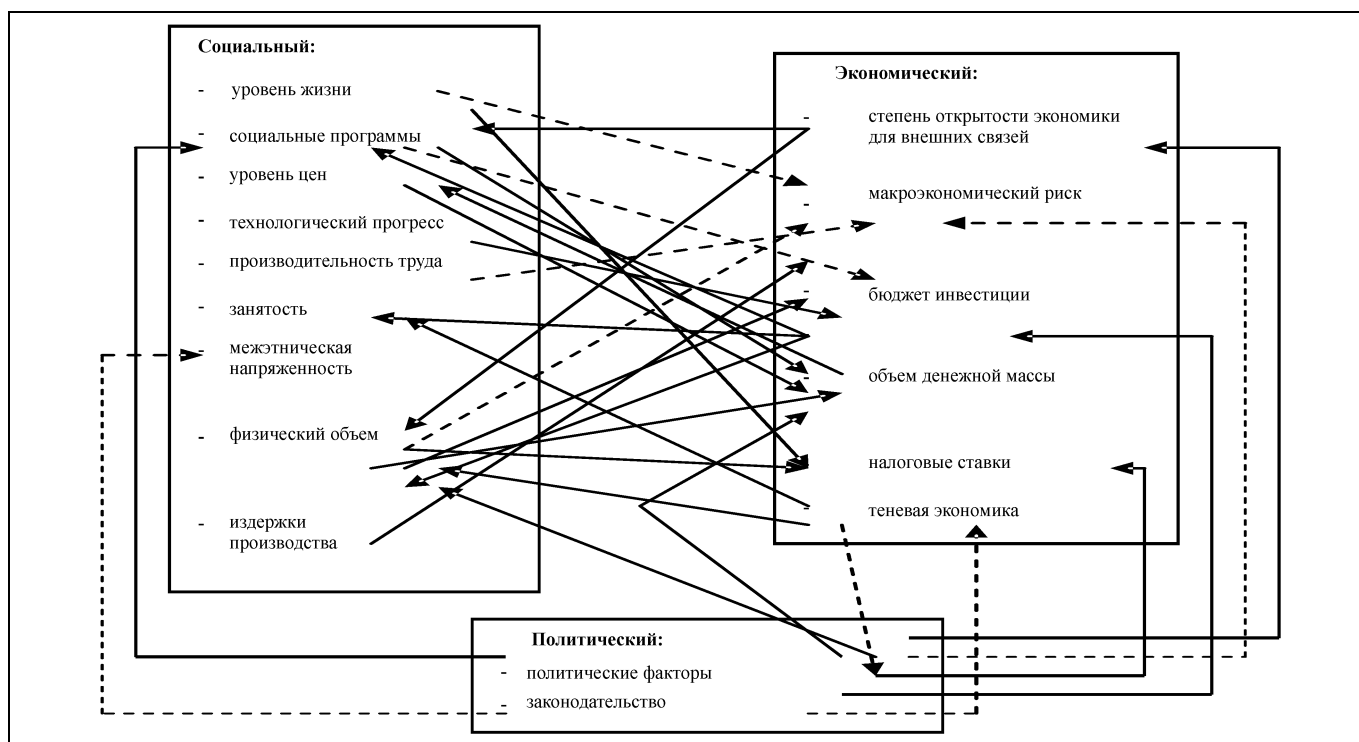 Социальный:
- уровень жизни
- социальные программы
- уровень цен
- технологический прогресс
- производительность труда
- занятость
- межэтническая
напряженность
- физический объем
- издержки
производства
Экономический:
- степень открытости экономики
для внешних связей
- макроэкономический риск
- бюджет инвестиции
- объем денежной массы
налоговые ставки
- теневая экономика
Политический:
- политические факторы
- законодательство